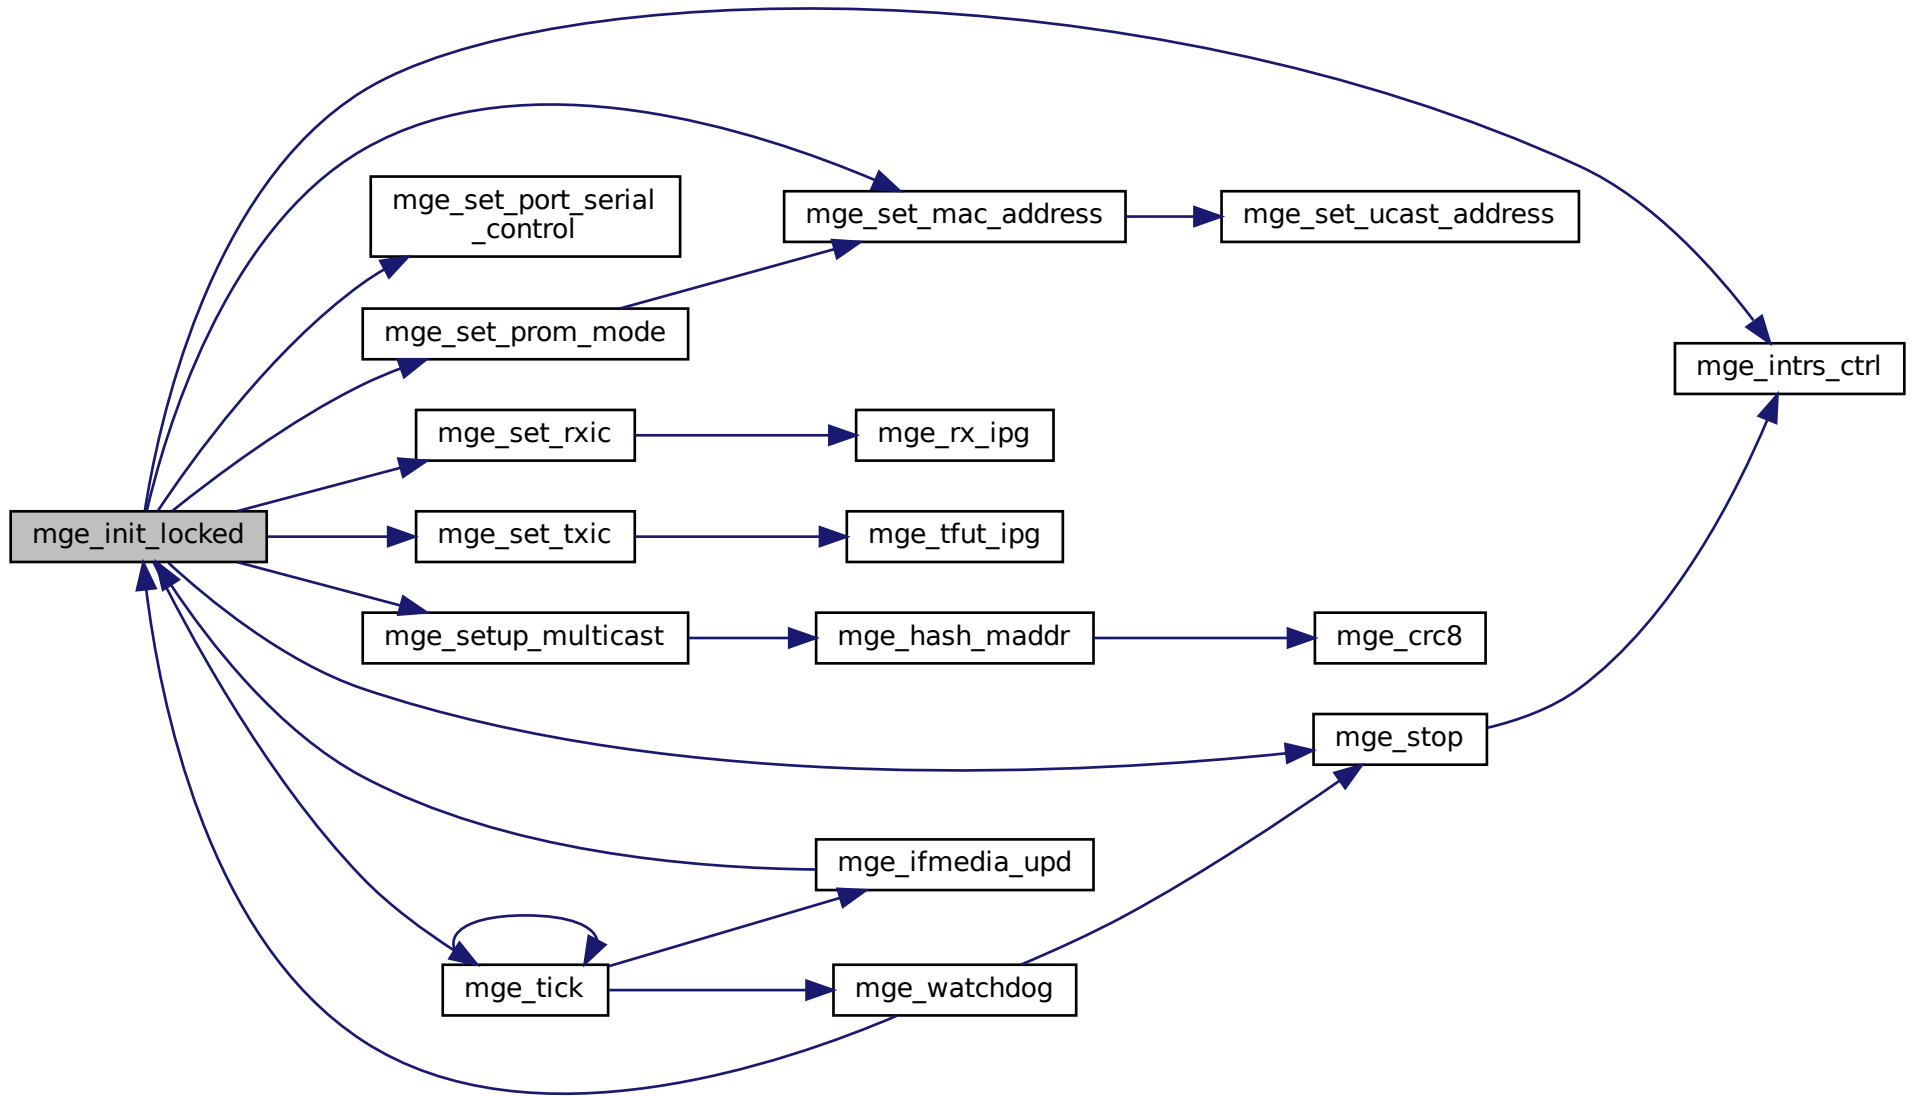 mge_set_port_serial
_control
mge_set_mac_address
mge_set_ucast_address
mge_set_prom_mode
mge_intrs_ctrl
mge_set_rxic
mge_rx_ipg
mge_init_locked
mge_set_txic
mge_tfut_ipg
mge_setup_multicast
mge_hash_maddr
mge_crc8
mge_stop
mge_ifmedia_upd
mge_tick
mge_watchdog